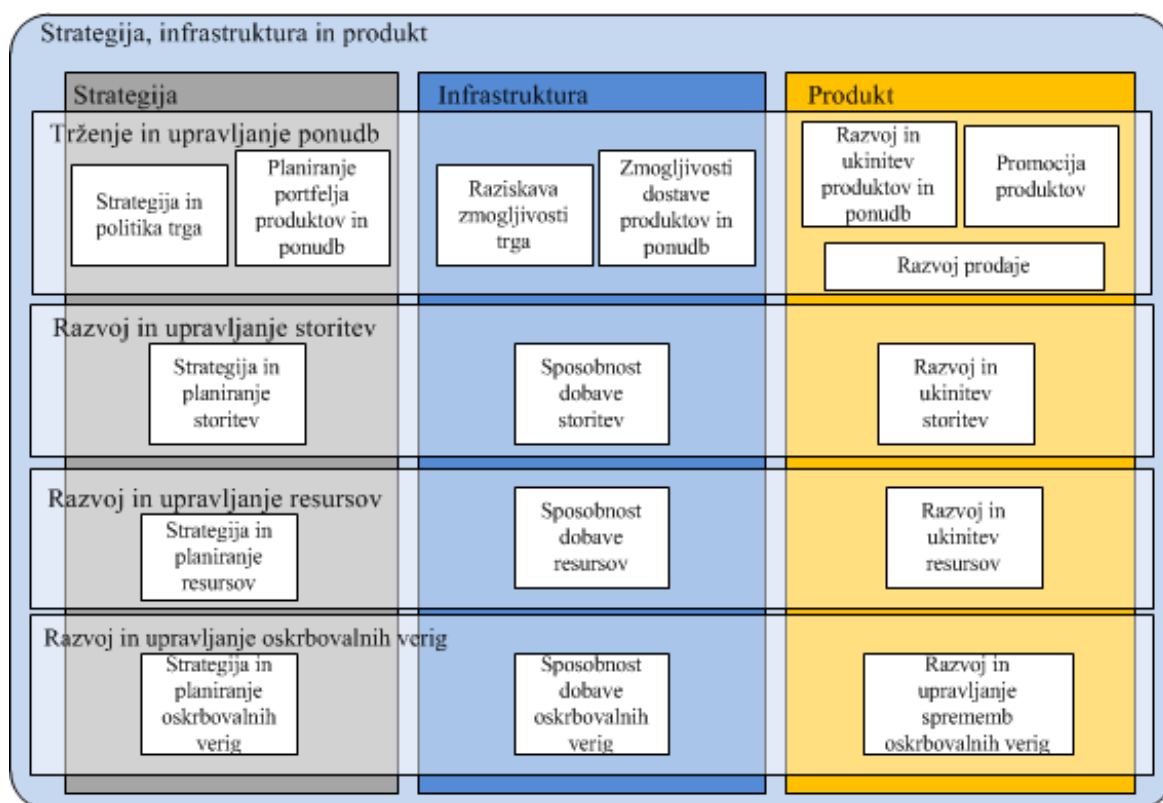 Strategija, infrastruktura in produkt
Strategija
Infrastruktura
Produkt
Trženje in upravljanje ponudb
Strategija in
politika trga
Planiranje
portfelja
produktov in
ponudb
Raziskava
zmogljivosti
trga
Zmogljivosti
dostave
produktov in
ponudb
Razvoj in
ukinitev
produktov in
ponudb
Promocija
produktov
Razvoj prodaje
Razvoj in upravljanje storitev
Strategija in
planiranje
storitev
Sposobnost
dobave
storitev
Razvoj in
ukinitev
storitev
Razvoj in upravljanje resursov
Strategija in
planiranje
resursov
Sposobnost
dobave
resursov
Razvoj in
ukinitev
resursov
Razvoj in upravljanje oskrbovalnih verig
Strategija in
planiranje
oskrbovalnih
verig
Sposobnost
dobave
oskrbovalnih
verig
Razvoj in
upravljanje
sprememb
oskrbovalnih verig